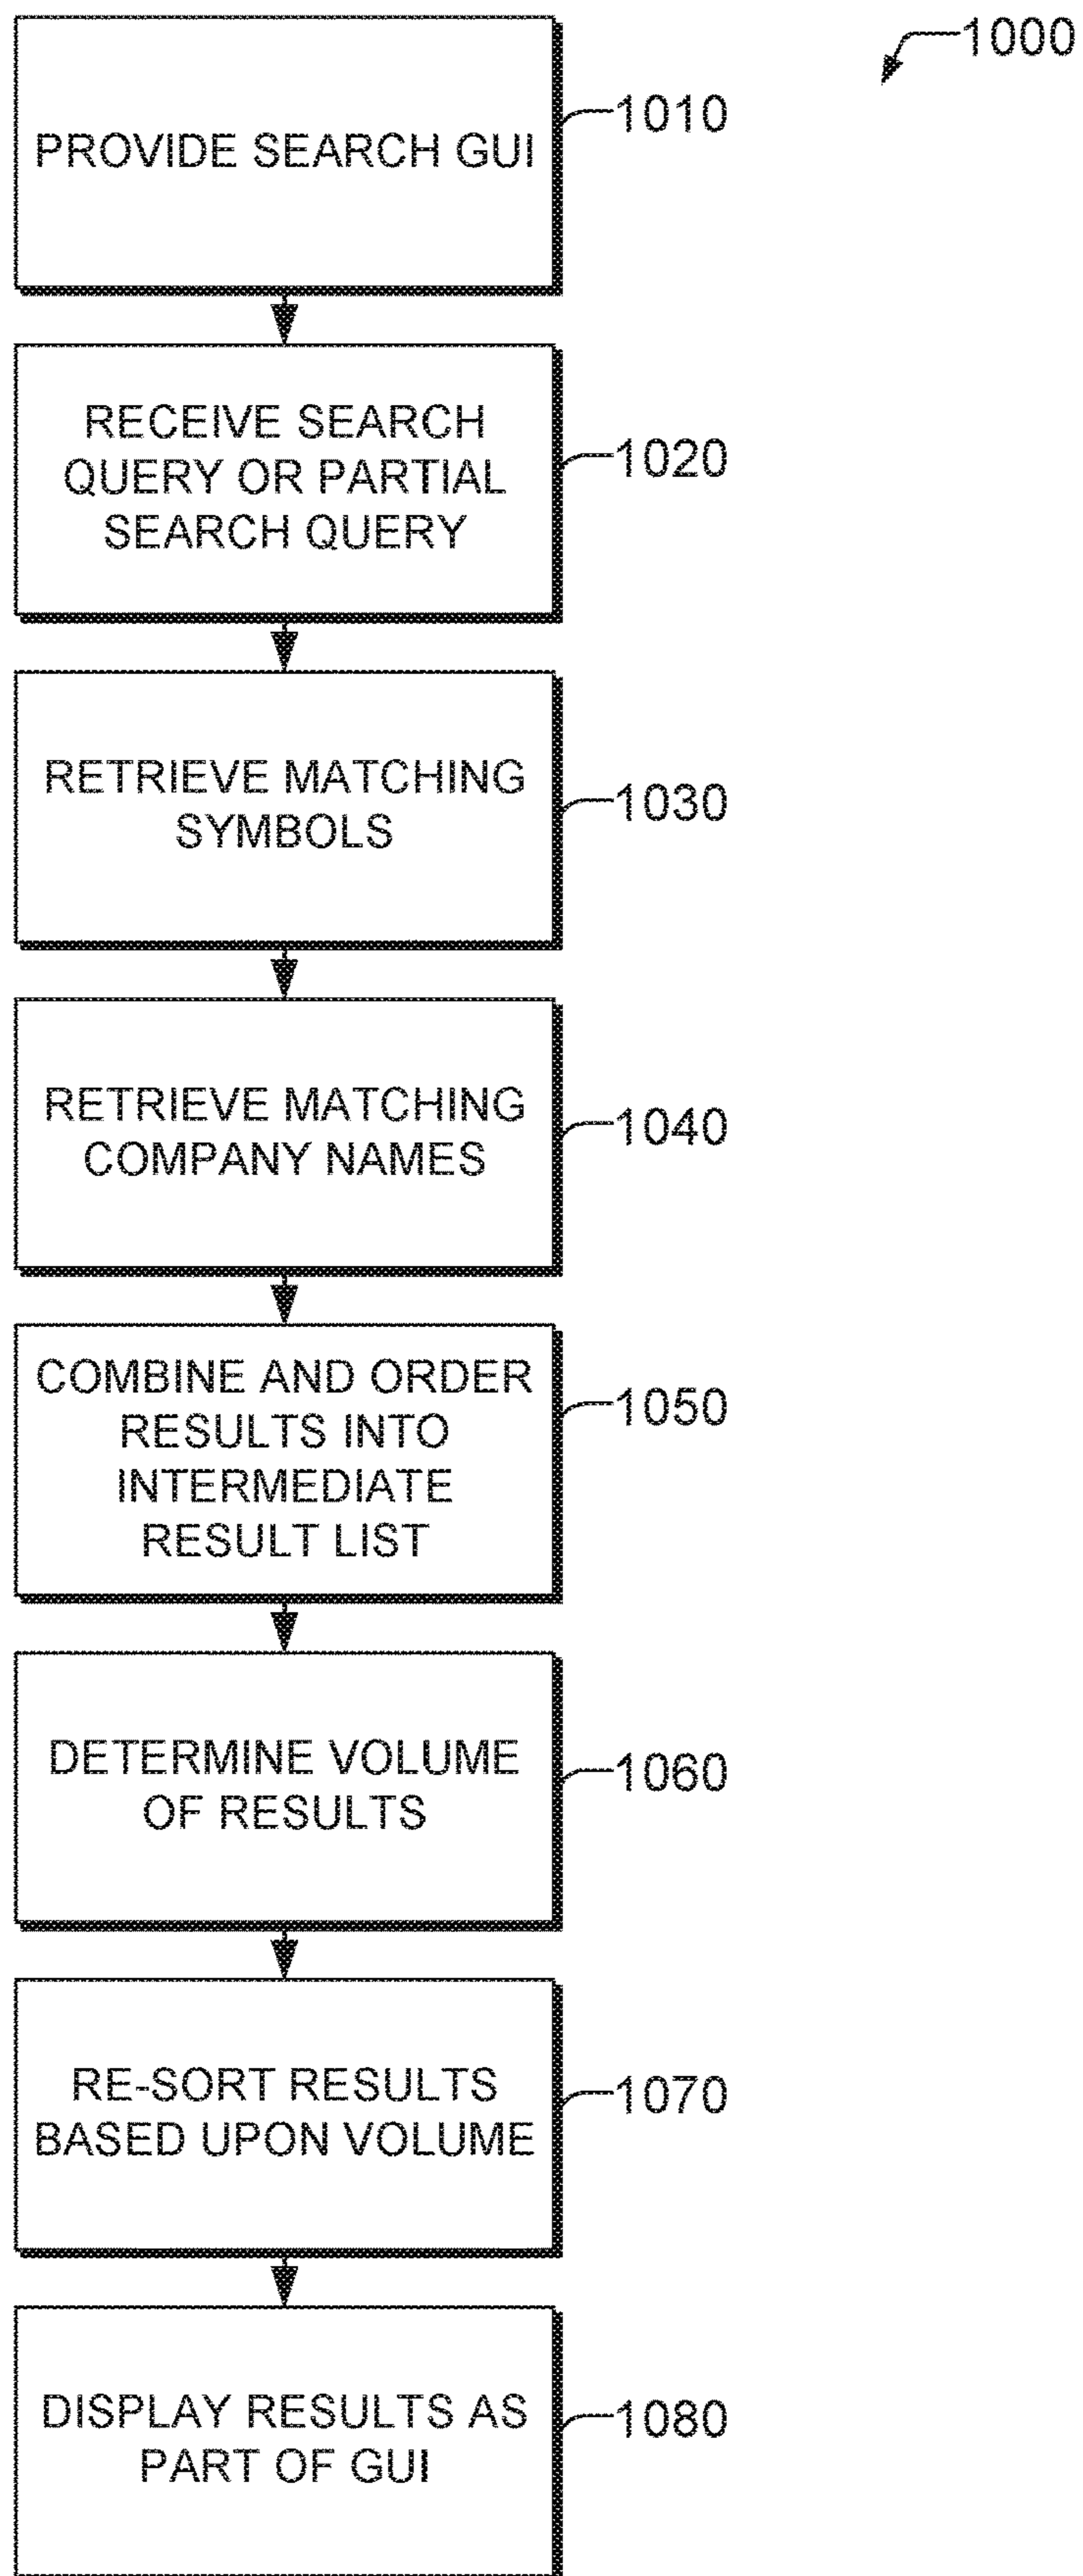 1000
PROVIDE SEARCH GUI
1010
RECEIVE SEARCH
QUERY OR PARTIAL
SEARCH QUERY
1020
RETRIEVE MATCHING
SYMBOLS
1030
RETRIEVE MATCHING
COMPANY NAMES
1040
COMBINE AND ORDER
RESULTS INTO
INTERMEDIATE
RESULT LIST
1050
DETERMINE VOLUME
OF RESULTS
1060
RE-SORT RESULTS
BASED UPON VOLUME
1070
DISPLAY RESULTS AS
PART OF GUI
1080